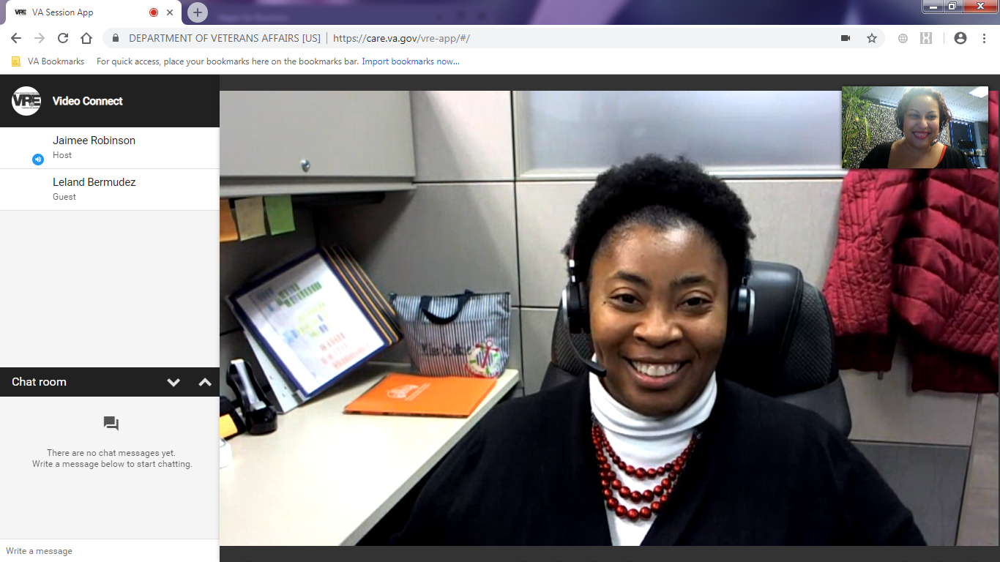 VRE VA Session App
DEPARTMENT OF VETERANS AFFAIRS [US] https://care.va.gov/vre-app/#/
VA Bookmarks For quick access, place your bookmarks here on the bookmarks bar. Import bookmarks now...
VRE Video Connect
Jaimee Robinson
Host
Leland Bermudez
Guest
Chat room
There are no chat messages yet.
Write a message below to start chatting.
Write a message